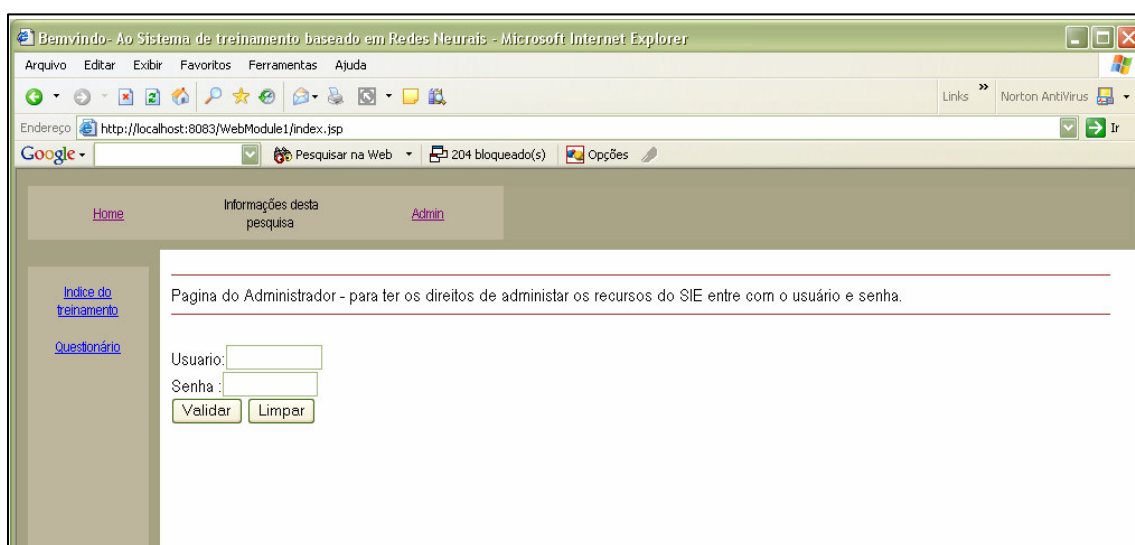 Bemvindo- Ao Sistema de treinamento baseado em Redes Neurais - Microsoft Internet Explorer
Arquivo Editar Exibir Favoritos Ferramentas Ajuda
Links » Norton AntiVirus
Endereço http://localhost:8083/WebModule1/index.jsp Ir
Google Pesquisar na Web 204 bloqueado(s) Opções
Home
Informações desta
pesquisa
Admin
Indice do
treinamento
Questionário
Pagina do Administrador - para ter os direitos de administar os recursos do SIE entre com o usuário e senha.
Usuario:
Senha :
Validar Limpar